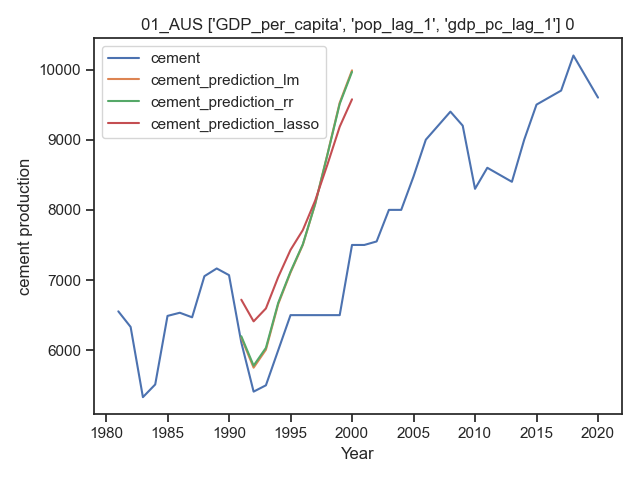 01_AUS ['GDP_per_capita', 'pop_lag_1', 'gdp_pc_lag_1'] 0
cement
cement_prediction_lm
cement_prediction_rr
cement_prediction_lasso
cement production
10000
9000
8000
7000
6000
1980 1985 1990 1995 2000 2005 2010 2015 2020
Year